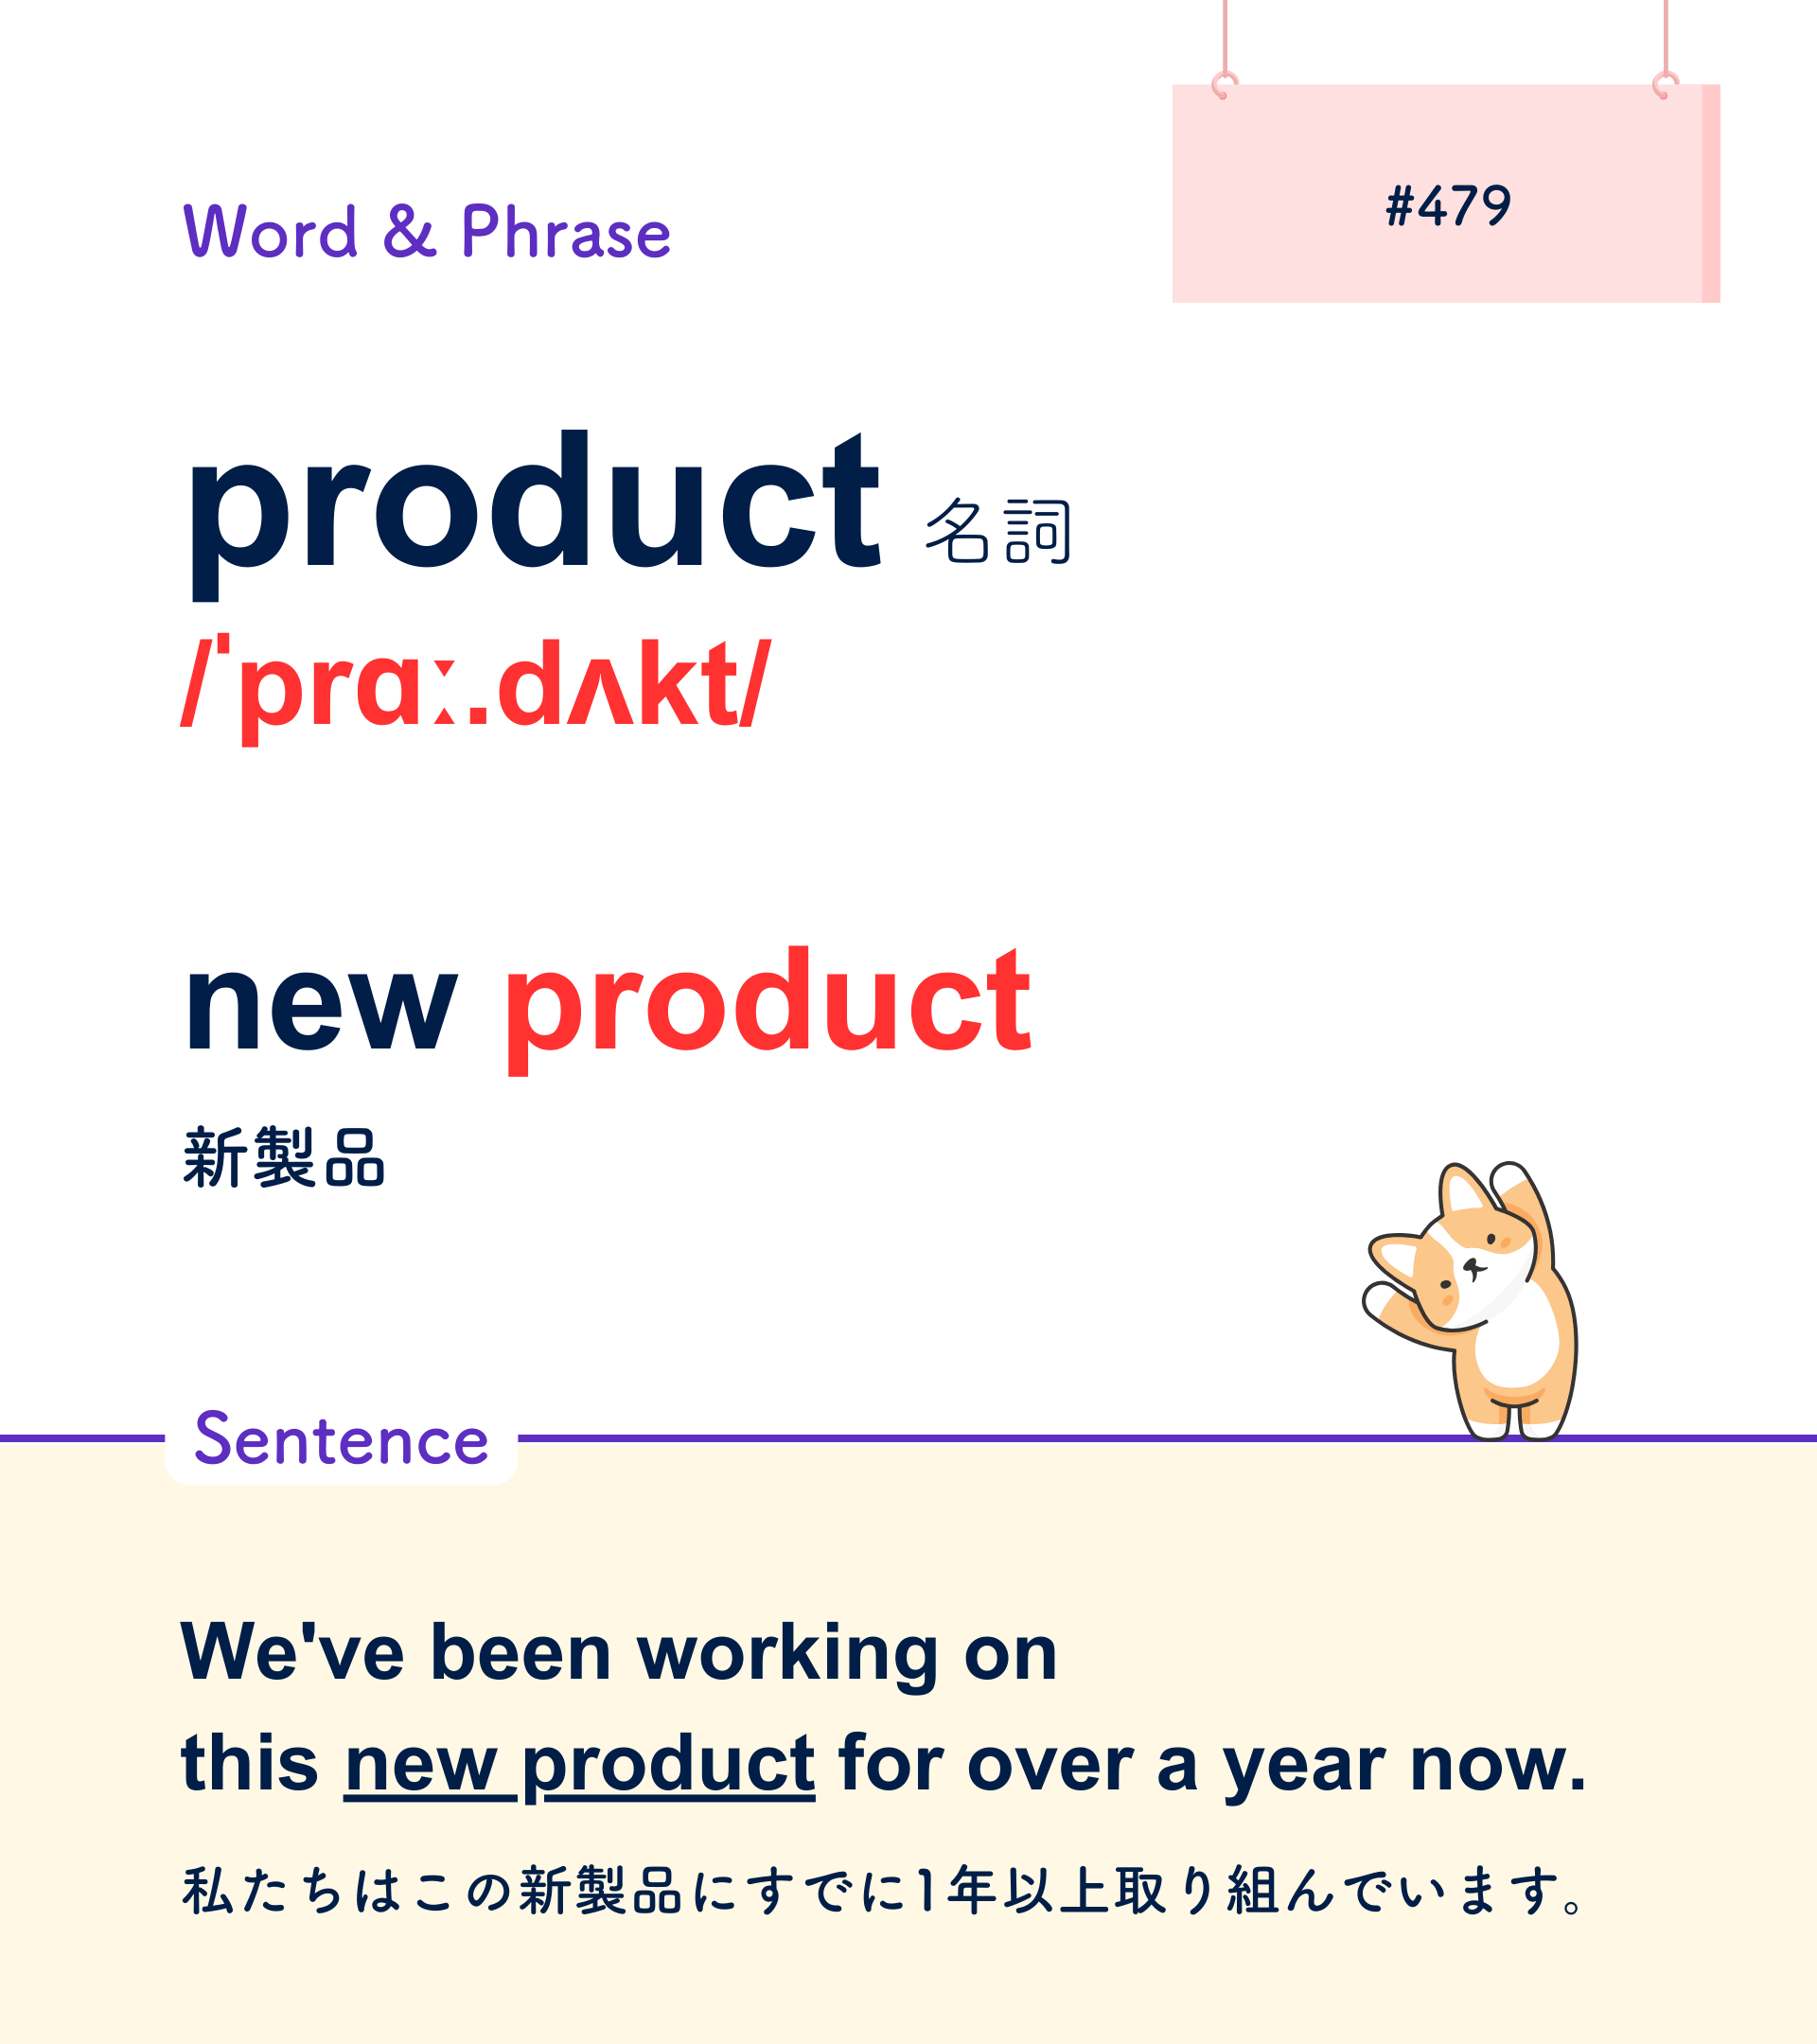 #479
Word & Phrase
product 名詞
/ˈprɑː.dʌkt/
new product
新製品
Sentence
We've been working on
this new product for over a year now.
私たちはこの新製品にすでに1年以上取り組んでいます。